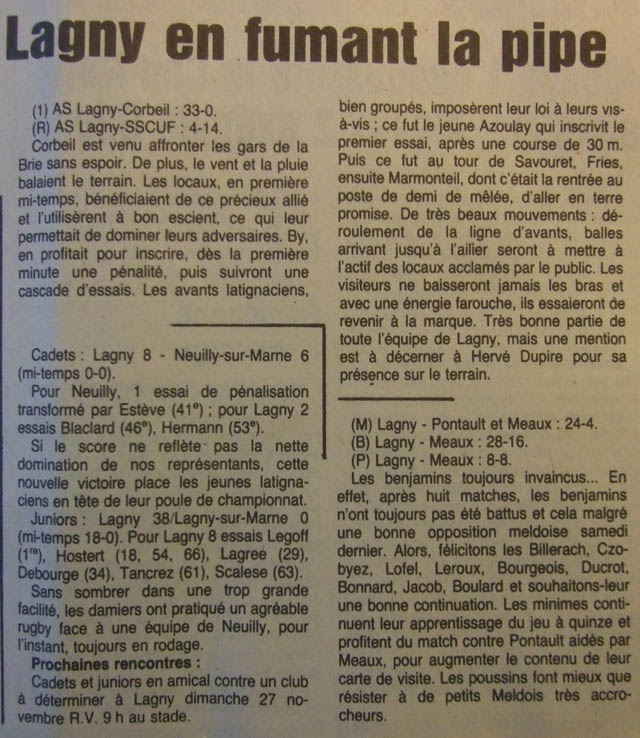 Lagny en fumant la pipe
(1) AS Lagny-Corbeil : 33-0.
(R) AS Lagny-SSCUF : 4-14.
Corbeil est venu affronter les gars de la
Brie sans espoir. De plus, le vent et la pluie
balaient le terrain. Les locaux, en première
mi-temps, bénéficiaient de ce précieux allié
et l'utilisèrent à bon escient, ce qui leur
permettait de dominer leurs adversaires. By,
en profitait pour inscrire, dès la première
minute une pénalité, puis suivront une
cascade d'essais. Les avants latignaciens,
bien groupés, imposèrent leur loi à leurs vis-
à-vis ; ce fut le jeune Azoulay qui inscrivit le
premier essai, après une course de 30 m.
Puis ce fut au tour de Savouret, Fries,
ensuite Marmonteil, dont c'était la rentrée au
poste de demi de mêlée, d'aller en terre
promise. De très beaux mouvements : dé-
roulement de la ligne d'avants, balles
arrivant jusqu'à l'ailier seront à mettre à
l'actif des locaux acclamés par le public. Les
visiteurs ne baisseront jamais les bras et
avec une énergie farouche, ils essaieront de
revenir à la marque. Très bonne partie de
toute l'équipe de Lagny, mais une mention
est à décerner à Hervé Dupire pour sa
présence sur le terrain.
Cadets : Lagny 8 - Neuilly-sur-Marne 6
(mi-temps 0-0).
Pour Neuilly, 1 essai de pénalisation
transformé par Estève (41e) ; pour Lagny 2
essais Blaclard (46e), Hermann (53e).
Si le score ne reflète pas la nette
domination de nos représentants, cette
nouvelle victoire place les jeunes latigna-
ciens en tête de leur poule de championnat.
Juniors : Lagny 38/Lagny-sur-Marne 0
(mi-temps 18-0). Pour Lagny 8 essais Legoff
(1re), Hostert (18, 54, 66), Lagree (29),
Debourge (34), Tancrez (61), Scalese (63).
Sans sombrer dans une trop grande
facilité, les damiers ont pratiqué un agréable
rugby face à une équipe de Neuilly, pour
l'instant, toujours en rodage.
Prochaines rencontres :
Cadets et juniors en amical contre un club
à déterminer à Lagny dimanche 27 no-
vembre R.V. 9 h au stade.
(M) Lagny - Pontault et Meaux : 24-4.
(B) Lagny - Meaux : 28-16.
(P) Lagny - Meaux : 8-8.
Les benjamins toujours invaincus... En
effet, après huit matches, les benjamins
n'ont toujours pas été battus et cela malgré
une bonne opposition meldoise samedi
dernier. Alors, félicitons les Billerach, Czo-
byez, Lofel, Leroux, Bourgeois, Ducrot,
Bonnard, Jacob, Boulard et souhaitons-leur
une bonne continuation. Les minimes conti-
nuent leur apprentissage du jeu à quinze et
profitent du match contre Pontault aidés par
Meaux, pour augmenter le contenu de leur
carte de visite. Les poussins font mieux que
résister à de petits Meldois très accro-
cheurs.